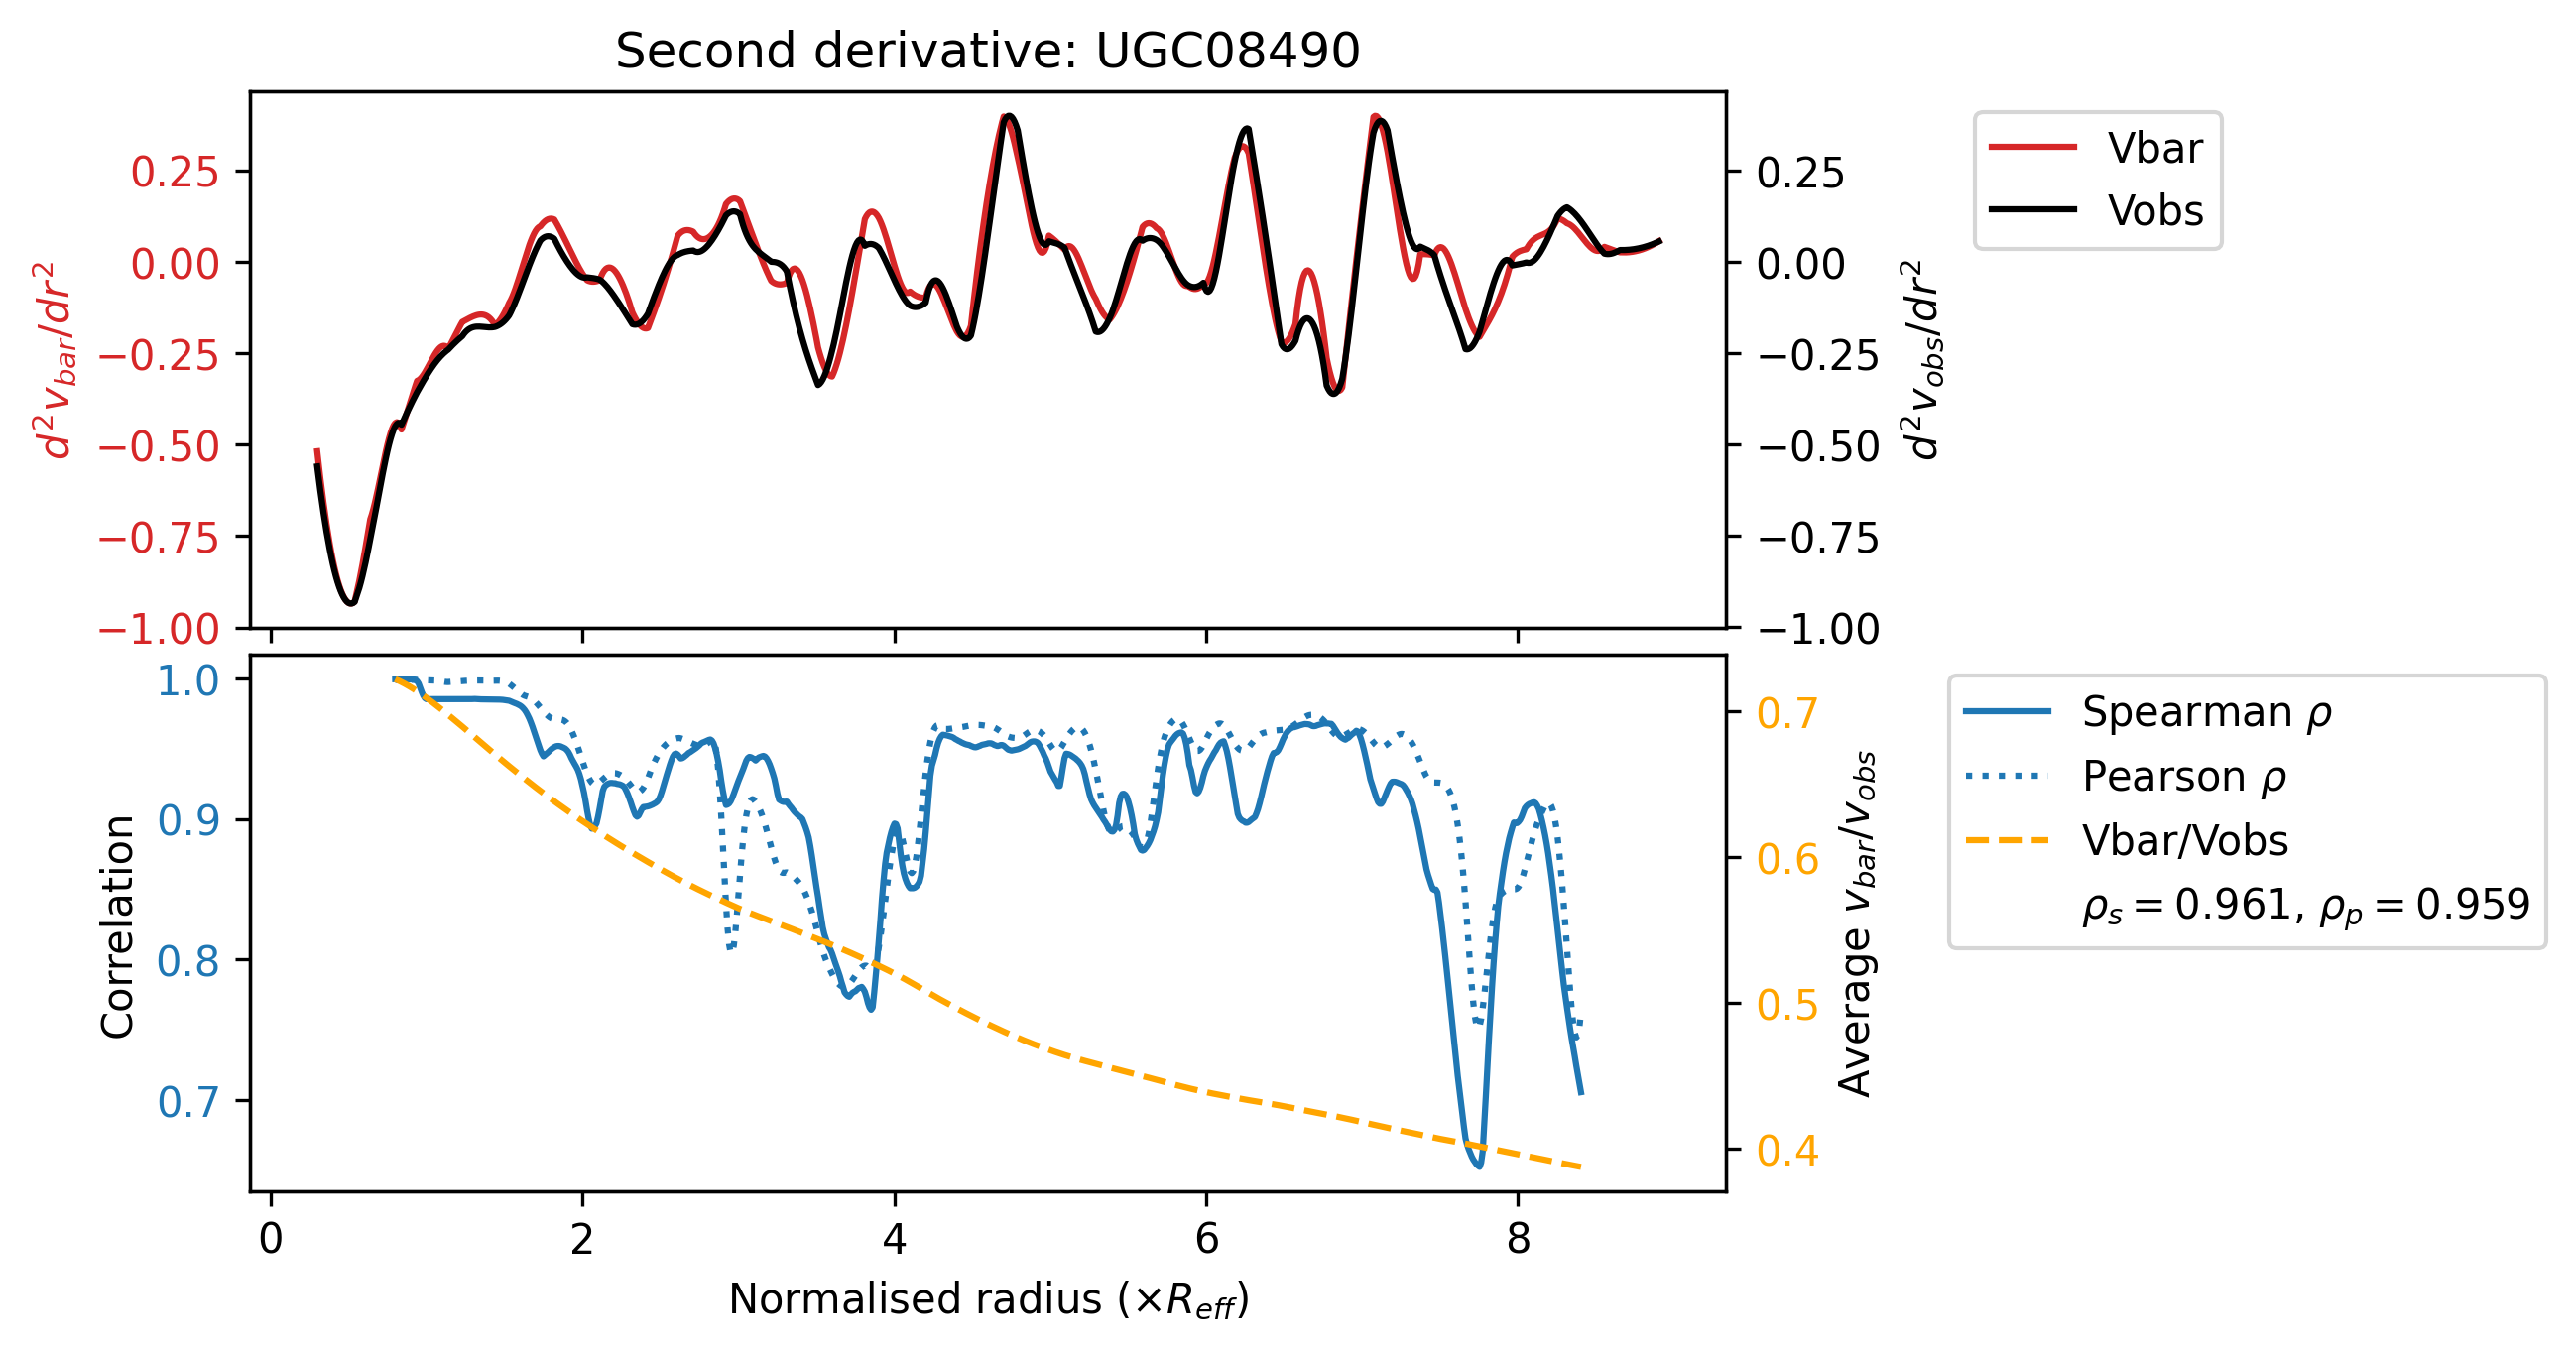 Second derivative: UGC08490
0.25
0.00
−0.25
−0.50
−0.75
−1.00
d²v_bar/dr²
0.25
0.00
−0.25
−0.50
−0.75
−1.00
d²v_obs/dr²
Vbar
Vobs
1.0
0.9
0.8
0.7
Correlation
0.7
0.6
0.5
0.4
Average v_bar/v_obs
Spearman ρ
Pearson ρ
Vbar/Vobs
ρ_s = 0.961, ρ_p = 0.959
0 2 4 6 8
Normalised radius (×R_eff)